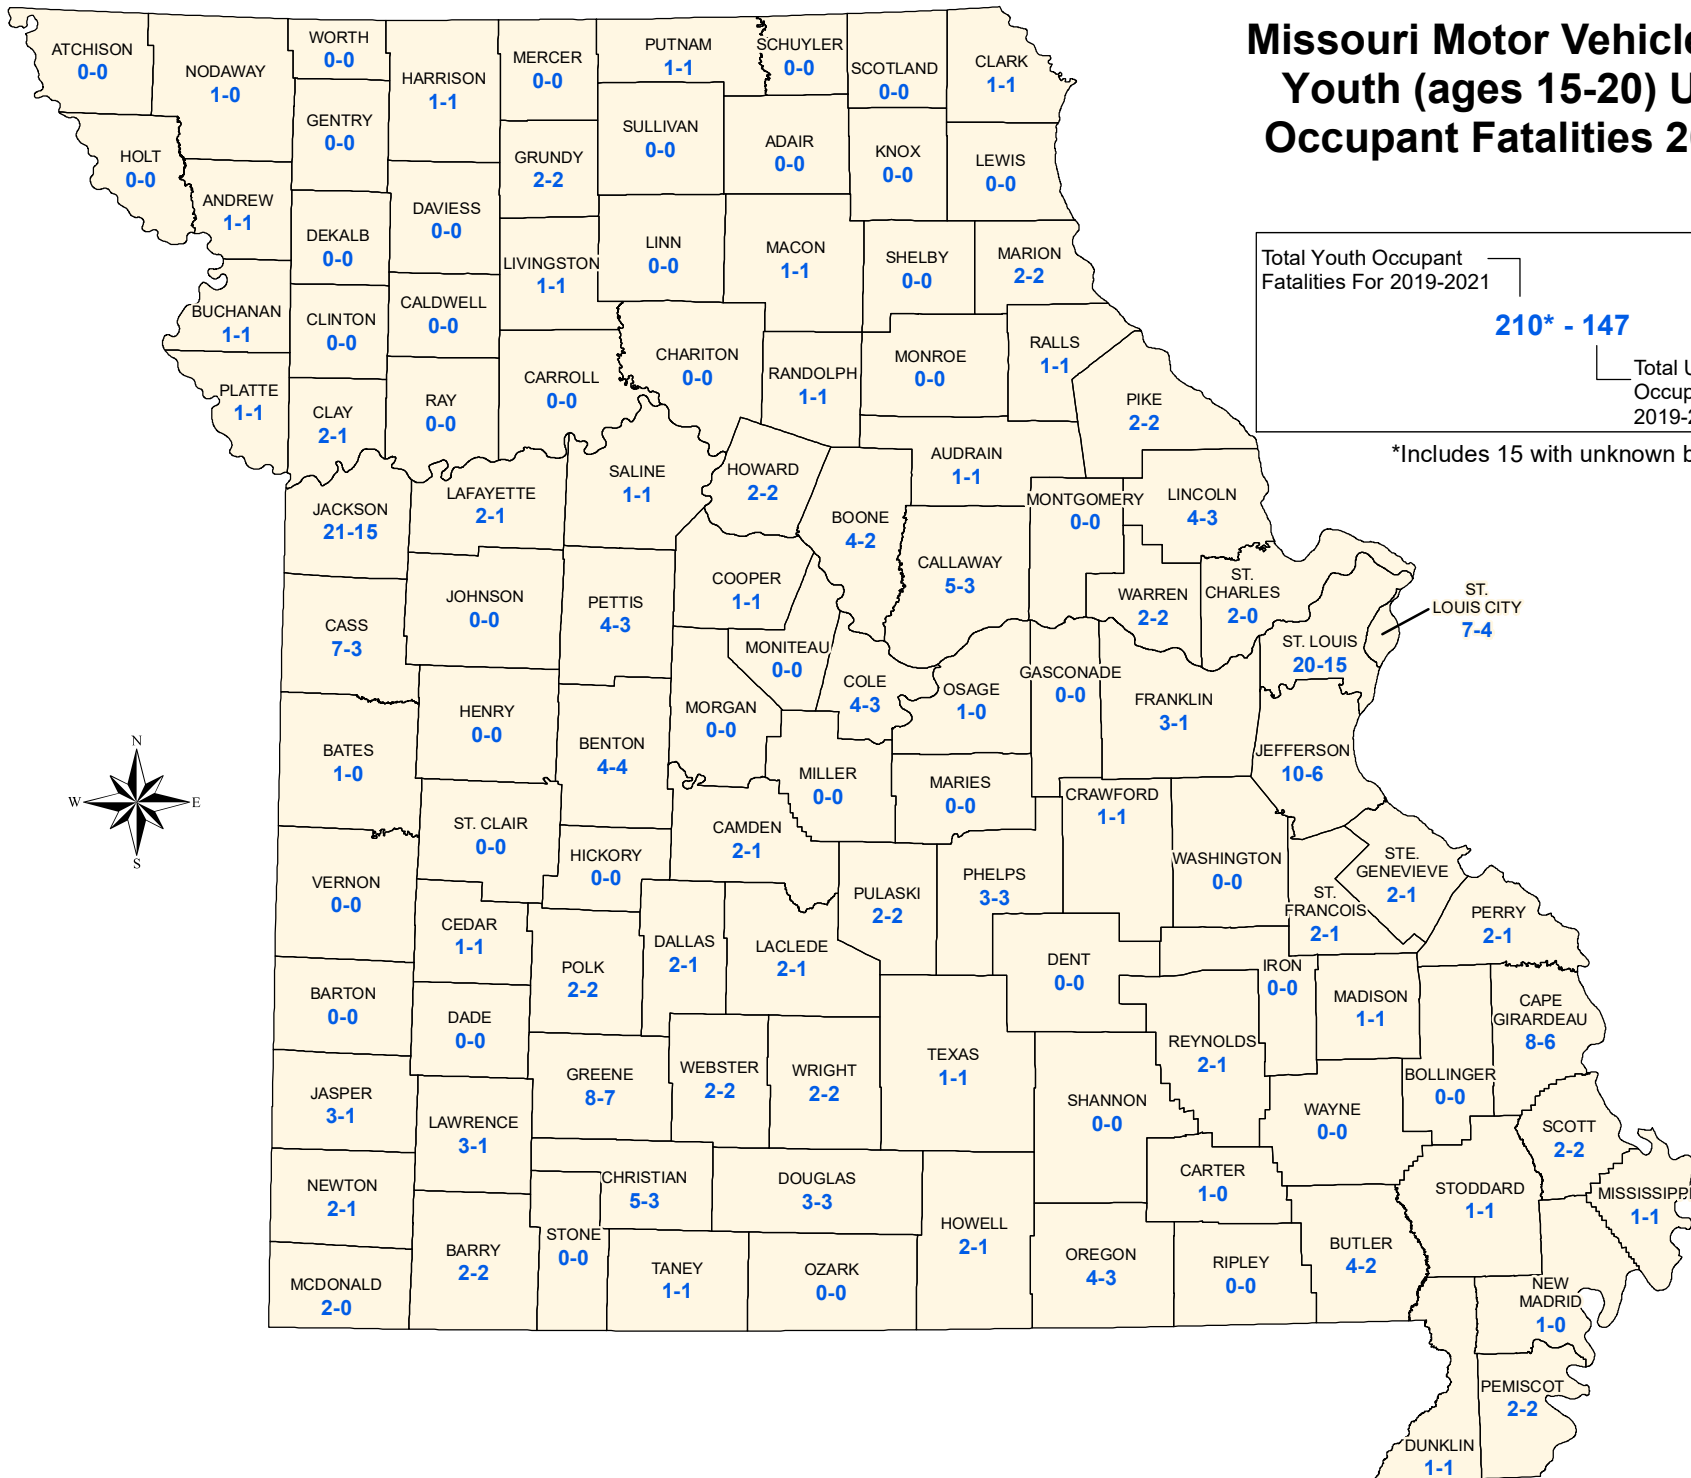 Missouri Motor Vehicle
Youth (ages 15-20) U
Occupant Fatalities 20
Total Youth Occupant
Fatalities For 2019-2021
210* - 147
Total U
Occup
2019-2
*Includes 15 with unknown b
ATCHISON
0-0
NODAWAY
1-0
WORTH
0-0
HARRISON
1-1
MERCER
0-0
PUTNAM
1-1
SCHUYLER
0-0
SCOTLAND
0-0
CLARK
1-1
HOLT
0-0
GENTRY
0-0
GRUNDY
2-2
SULLIVAN
0-0
ADAIR
0-0
KNOX
0-0
LEWIS
0-0
ANDREW
1-1
DEKALB
0-0
DAVIESS
0-0
LIVINGSTON
1-1
LINN
0-0
MACON
1-1
SHELBY
0-0
MARION
2-2
BUCHANAN
1-1
CLINTON
0-0
CALDWELL
0-0
CHARITON
0-0
RANDOLPH
1-1
MONROE
0-0
RALLS
1-1
PLATTE
1-1
CLAY
2-1
RAY
0-0
CARROLL
0-0
PIKE
2-2
AUDRAIN
1-1
JACKSON
21-15
LAFAYETTE
2-1
SALINE
1-1
HOWARD
2-2
BOONE
4-2
MONTGOMERY
0-0
LINCOLN
4-3
CALLAWAY
5-3
CASS
7-3
JOHNSON
0-0
PETTIS
4-3
COOPER
1-1
WARREN
2-2
ST.
CHARLES
2-0
ST.
LOUIS CITY
7-4
ST. LOUIS
20-15
MONITEAU
0-0
COLE
4-3
OSAGE
1-0
GASCONADE
0-0
FRANKLIN
3-1
JEFFERSON
10-6
BATES
1-0
HENRY
0-0
BENTON
4-4
MORGAN
0-0
MILLER
0-0
MARIES
0-0
CRAWFORD
1-1
N
W
E
S
ST. CLAIR
0-0
HICKORY
0-0
CAMDEN
2-1
PULASKI
2-2
PHELPS
3-3
WASHINGTON
0-0
STE.
GENEVIEVE
2-1
ST.
FRANCOIS
2-1
PERRY
2-1
VERNON
0-0
CEDAR
1-1
POLK
2-2
DALLAS
2-1
LACLEDE
2-1
DENT
0-0
IRON
0-0
MADISON
1-1
CAPE
GIRARDEAU
8-6
BARTON
0-0
DADE
0-0
GREENE
8-7
WEBSTER
2-2
WRIGHT
2-2
TEXAS
1-1
REYNOLDS
2-1
BOLLINGER
0-0
JASPER
3-1
LAWRENCE
3-1
SHANNON
0-0
WAYNE
0-0
SCOTT
2-2
NEWTON
2-1
CHRISTIAN
5-3
DOUGLAS
3-3
CARTER
1-0
STODDARD
1-1
MISSISSIPPI
1-1
MCDONALD
2-0
BARRY
2-2
STONE
0-0
TANEY
1-1
OZARK
0-0
HOWELL
2-1
OREGON
4-3
RIPLEY
0-0
BUTLER
4-2
NEW
MADRID
1-0
PEMISCOT
2-2
DUNKLIN
1-1